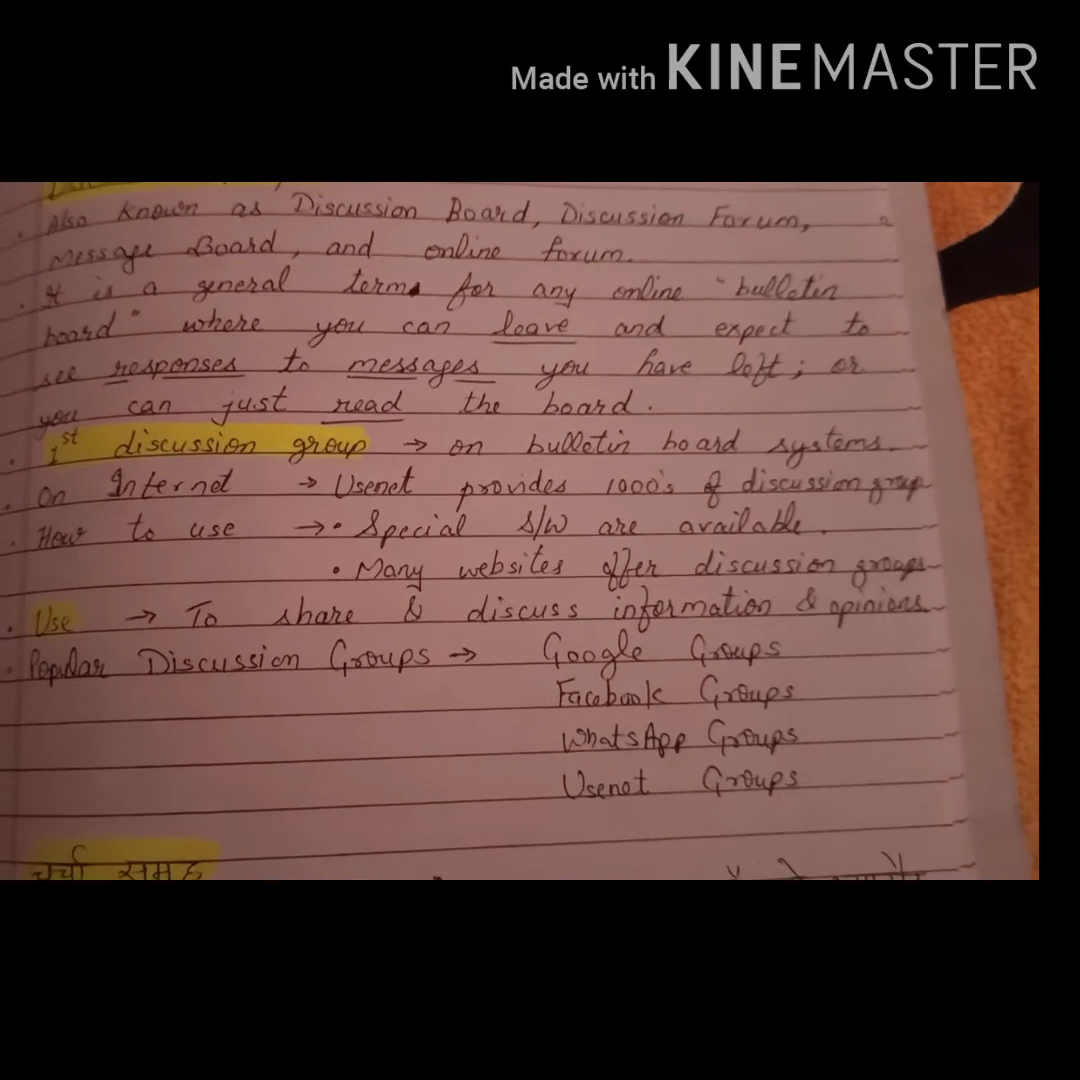 Made with KINEMASTER
. Also known as Discussion Board, Discussion Forum, a
Message Board, and online forum.
. It is a general term for any online "bulletin
board" where you can leave and expect to
see responses to messages you have left; or
you can just read the board.
. 1st discussion group → on bulletin board systems.
. On Internet → Usenet provides 1000's of discussion group
. How to use → • Special S/W are available.
• Many websites offer discussion groups
. Use → To share & discuss information & opinions
. Popular Discussion Groups → Google Groups
Facebook Groups
WhatsApp Groups
Usenet Groups
चर्चा समूह